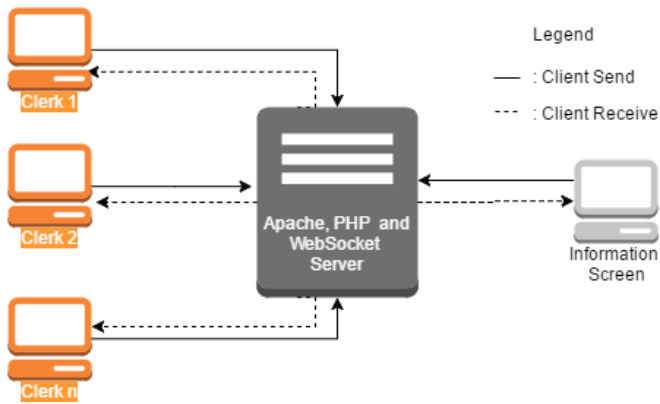 Legend
: Client Send
: Client Receive
Clerk 1
Clerk 2
Apache, PHP and
WebSocket
Server
Information
Screen
Clerk n